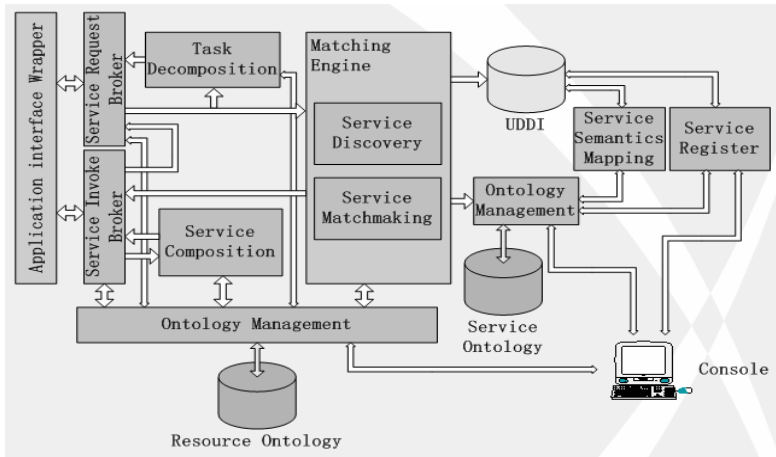 Application interface Wrapper
Service Request
Broker
Task
Decomposition
Matching
Engine
Service
Discovery
Service
Matchmaking
UDDI
Service
Semantics
Mapping
Service
Register
Ontology
Management
Service Invoke
Broker
Service
Composition
Ontology Management
Service
Ontology
Console
Resource Ontology